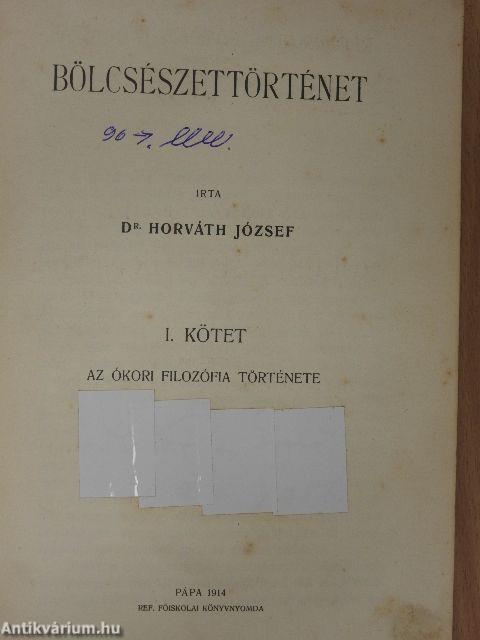 BÖLCSÉSZETTÖRTÉNET
IRTA
DR. HORVÁTH JÓZSEF
I. KÖTET
AZ ÓKORI FILOZÓFIA TÖRTÉNETE
PÁPA 1914
REF. FŐISKOLAI KÖNYVNYOMDA
Antikvárium.hu